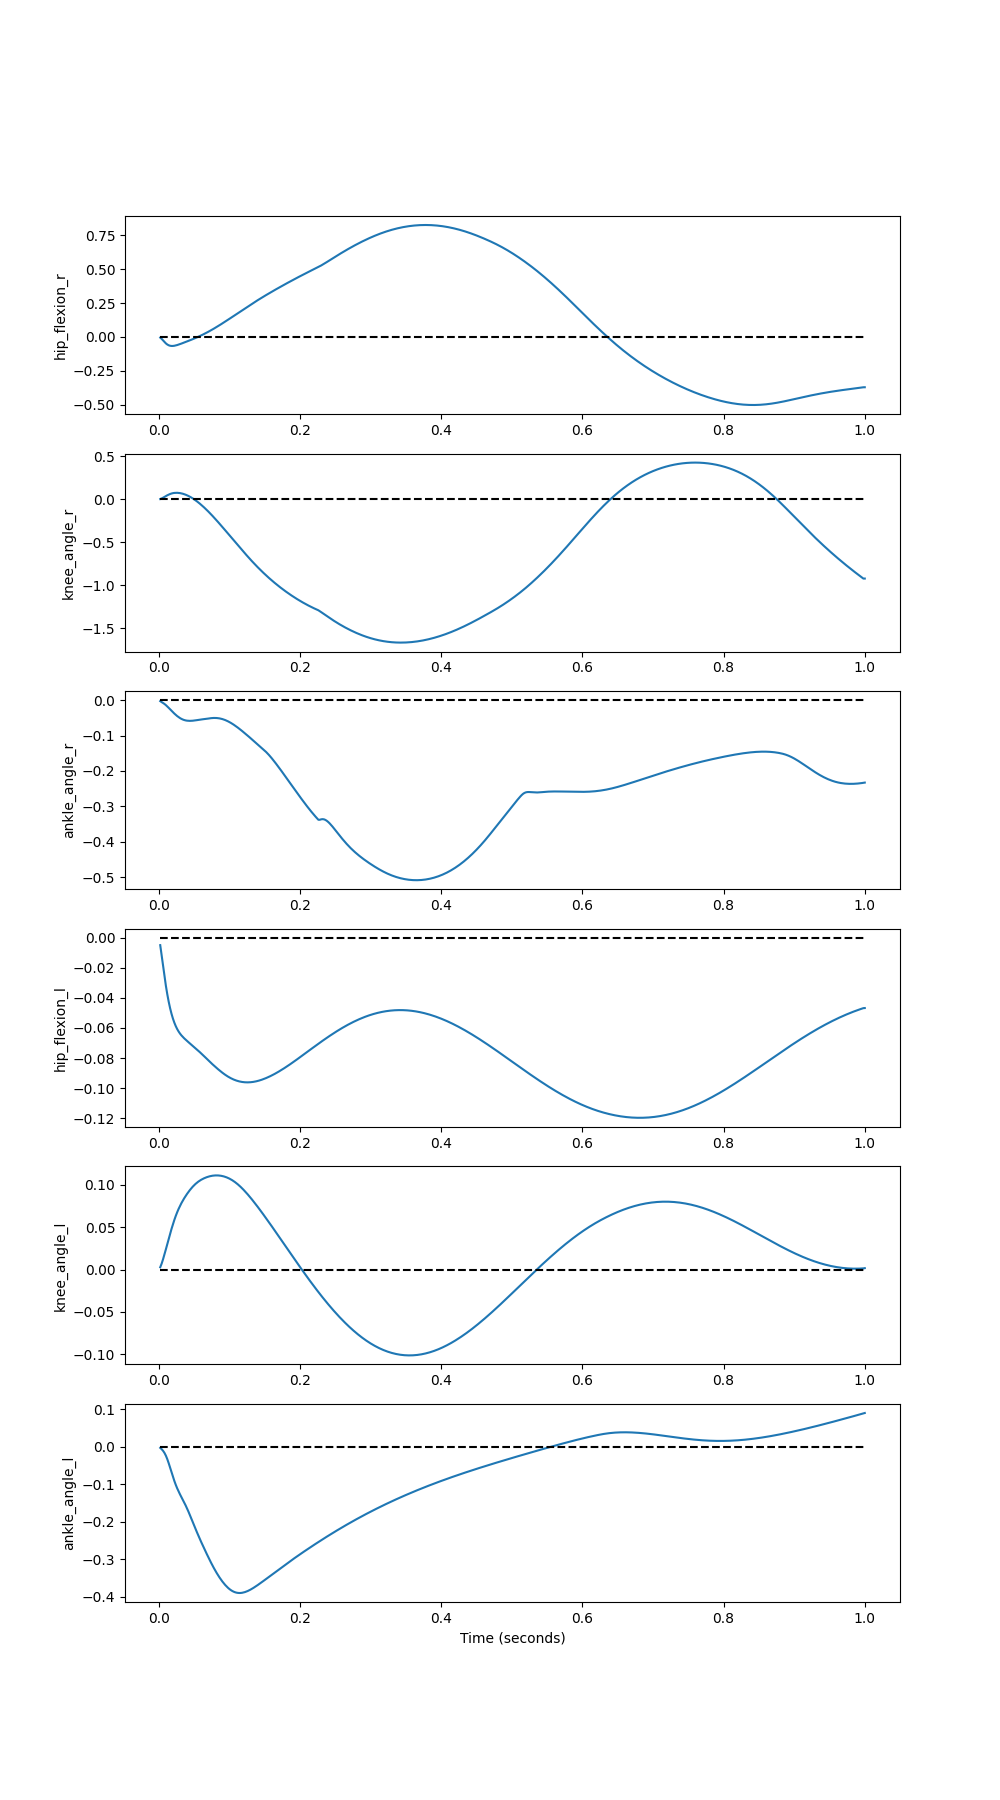 hip_flexion_r
0.75
0.50
0.25
0.00
−0.25
−0.50
0.0 0.2 0.4 0.6 0.8 1.0
knee_angle_r
0.5
0.0
−0.5
−1.0
−1.5
0.0 0.2 0.4 0.6 0.8 1.0
ankle_angle_r
0.0
−0.1
−0.2
−0.3
−0.4
−0.5
0.0 0.2 0.4 0.6 0.8 1.0
hip_flexion_l
0.00
−0.02
−0.04
−0.06
−0.08
−0.10
−0.12
0.0 0.2 0.4 0.6 0.8 1.0
knee_angle_l
0.10
0.05
0.00
−0.05
−0.10
0.0 0.2 0.4 0.6 0.8 1.0
ankle_angle_l
0.1
0.0
−0.1
−0.2
−0.3
−0.4
0.0 0.2 0.4 0.6 0.8 1.0
Time (seconds)